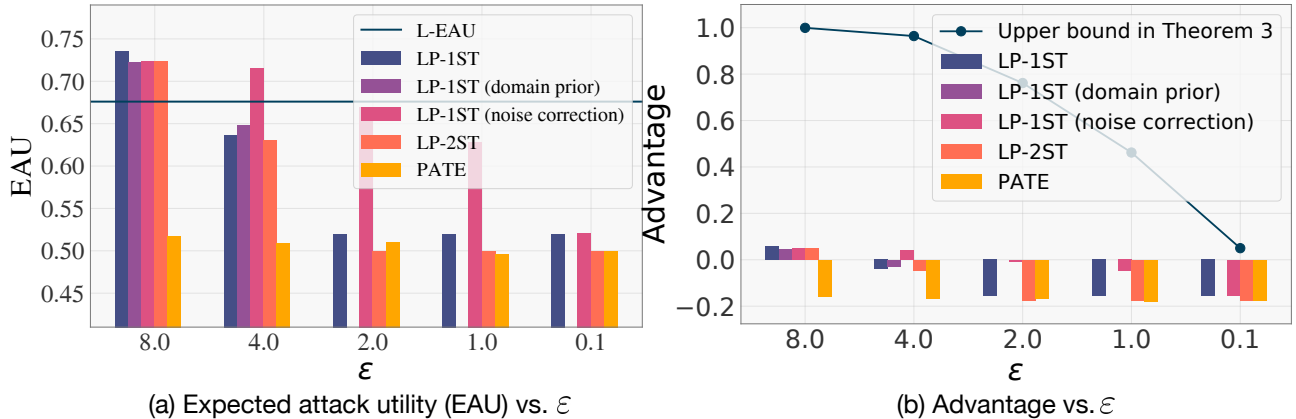 0.75
0.70
0.65
0.60
0.55
0.50
0.45
EAU
L-EAU
LP-1ST
LP-1ST (domain prior)
LP-1ST (noise correction)
LP-2ST
PATE
8.0 4.0 2.0 1.0 0.1
ε
(a) Expected attack utility (EAU) vs. ε
1.0
0.8
0.6
0.4
0.2
0.0
−0.2
Advantage
Upper bound in Theorem 3
LP-1ST
LP-1ST (domain prior)
LP-1ST (noise correction)
LP-2ST
PATE
8.0 4.0 2.0 1.0 0.1
ε
(b) Advantage vs. ε